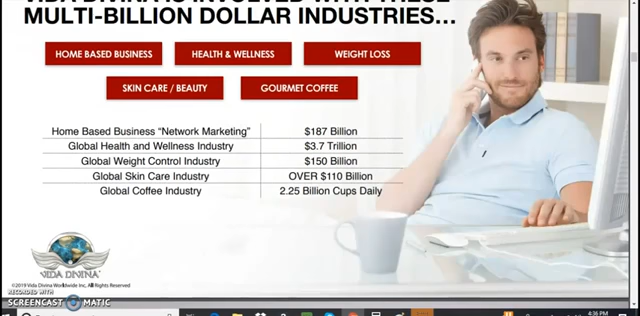 VIDA DIVINA IS INVOLVED WITH THESE
MULTI-BILLION DOLLAR INDUSTRIES...
HOME BASED BUSINESS
HEALTH & WELLNESS
WEIGHT LOSS
SKIN CARE / BEAUTY
GOURMET COFFEE
Home Based Business “Network Marketing” $187 Billion
Global Health and Wellness Industry $3.7 Trillion
Global Weight Control Industry $150 Billion
Global Skin Care Industry OVER $110 Billion
Global Coffee Industry 2.25 Billion Cups Daily
VIDA DIVINA
©2019 Vida Divina Worldwide Inc, All Rights Reserved
RECORDED WITH
SCREENCAST MATIC
4:36 PM